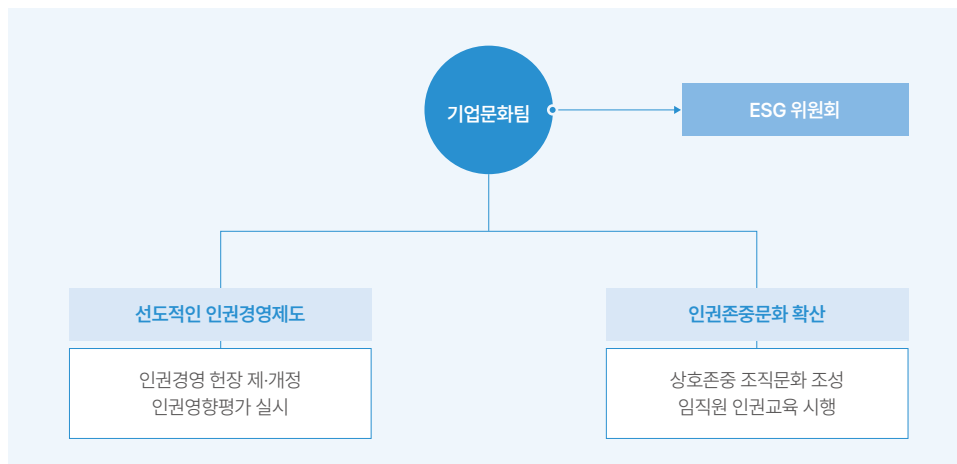 기업문화팀
ESG 위원회
선도적인 인권경영제도
인권경영 헌장 제·개정
인권영향평가 실시
인권존중문화 확산
상호존중 조직문화 조성
임직원 인권교육 시행